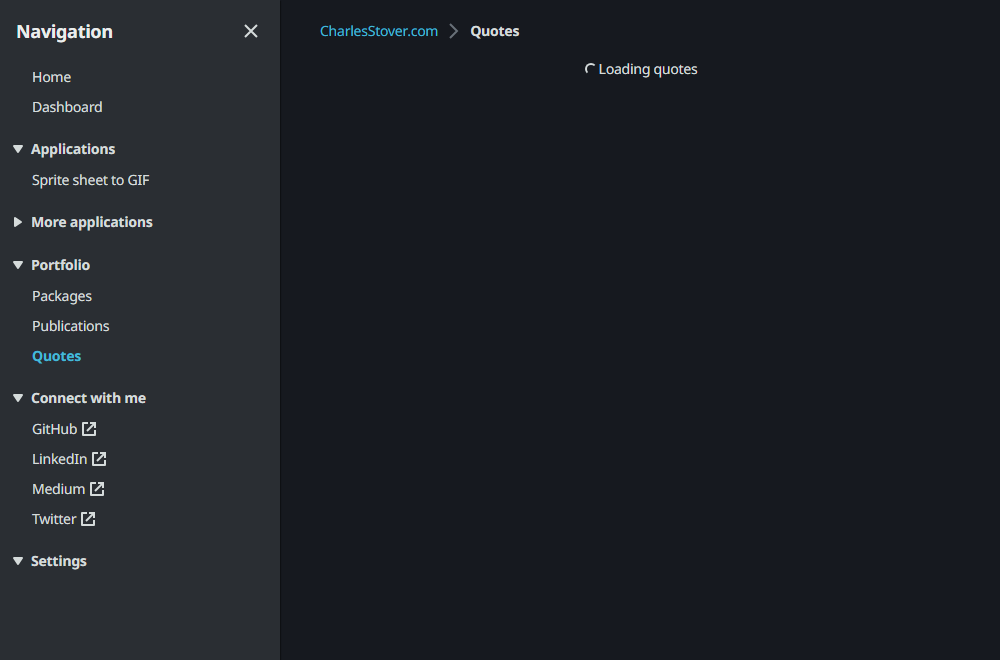 Navigation
Home
Dashboard
Applications
Sprite sheet to GIF
More applications
Portfolio
Packages
Publications
Quotes
Connect with me
GitHub
LinkedIn
Medium
Twitter
Settings
CharlesStover.com Quotes
Loading quotes